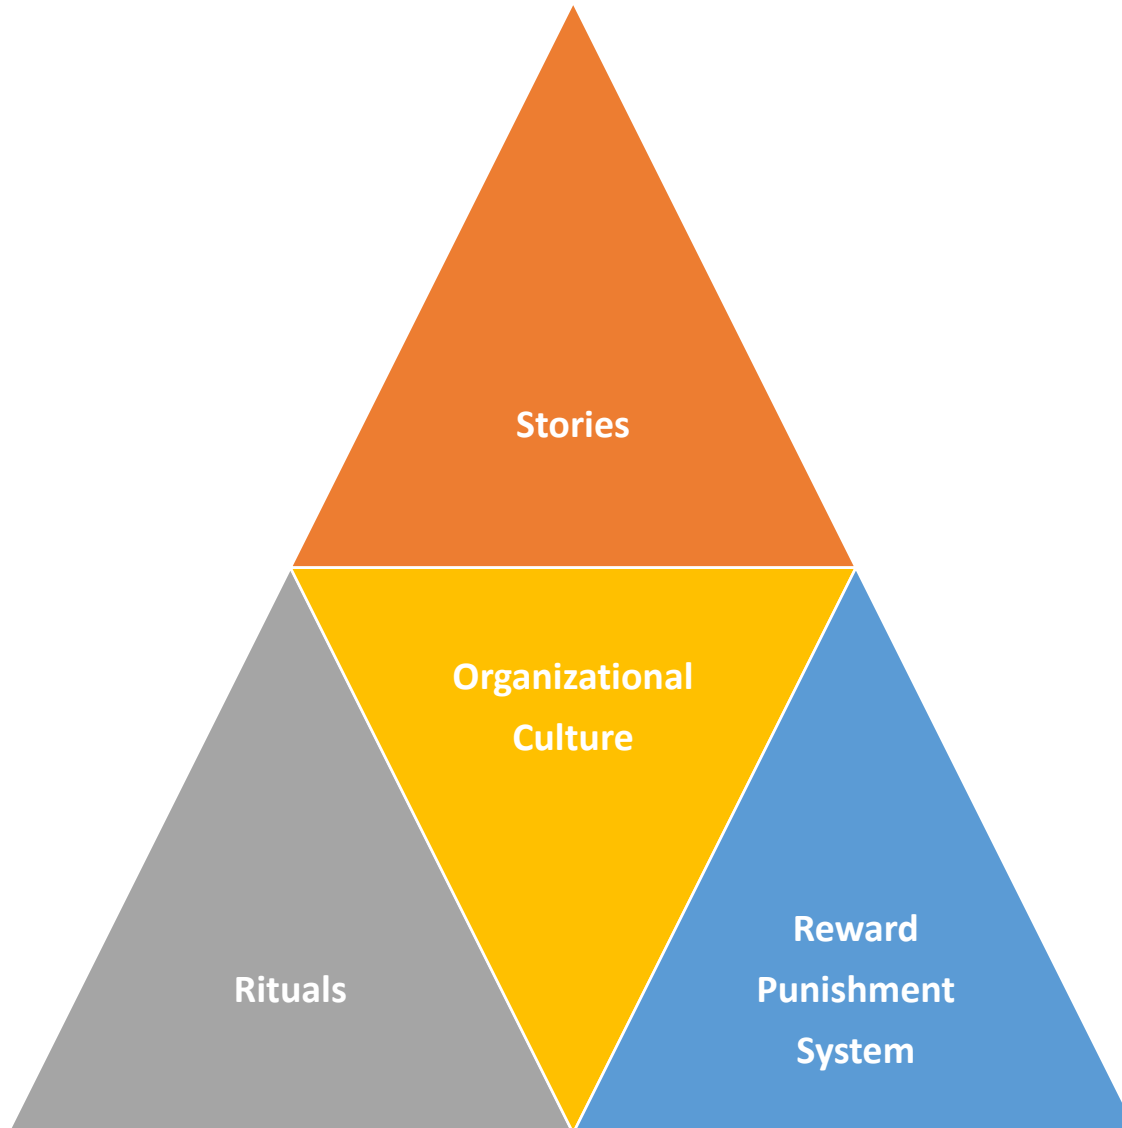 Stories
Organizational
Culture
Rituals
Reward
Punishment
System